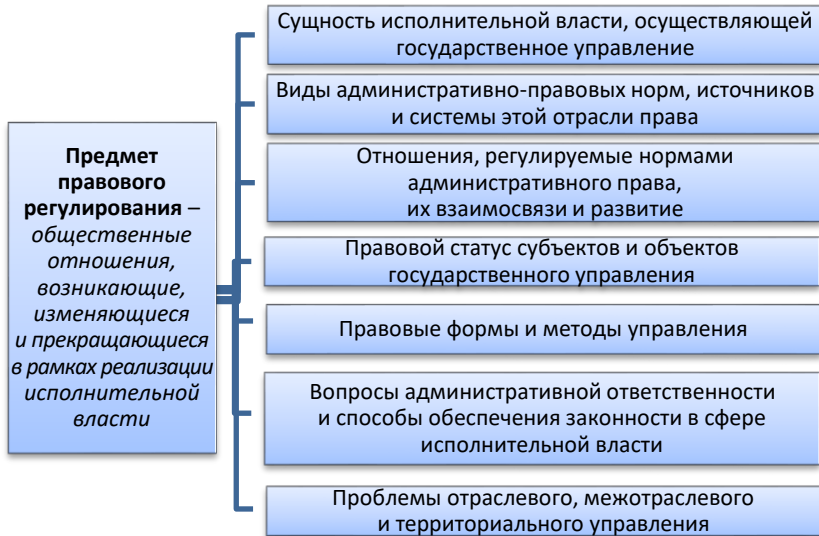 Предмет
правового
регулирования –
общественные
отношения,
возникающие,
изменяющиеся
и прекращающиеся
в рамках реализации
исполнительной
власти
Сущность исполнительной власти, осуществляющей
государственное управление
Виды административно-правовых норм, источников
и системы этой отрасли права
Отношения, регулируемые нормами
административного права,
их взаимосвязи и развитие
Правовой статус субъектов и объектов
государственного управления
Правовые формы и методы управления
Вопросы административной ответственности
и способы обеспечения законности в сфере
исполнительной власти
Проблемы отраслевого, межотраслевого
и территориального управления